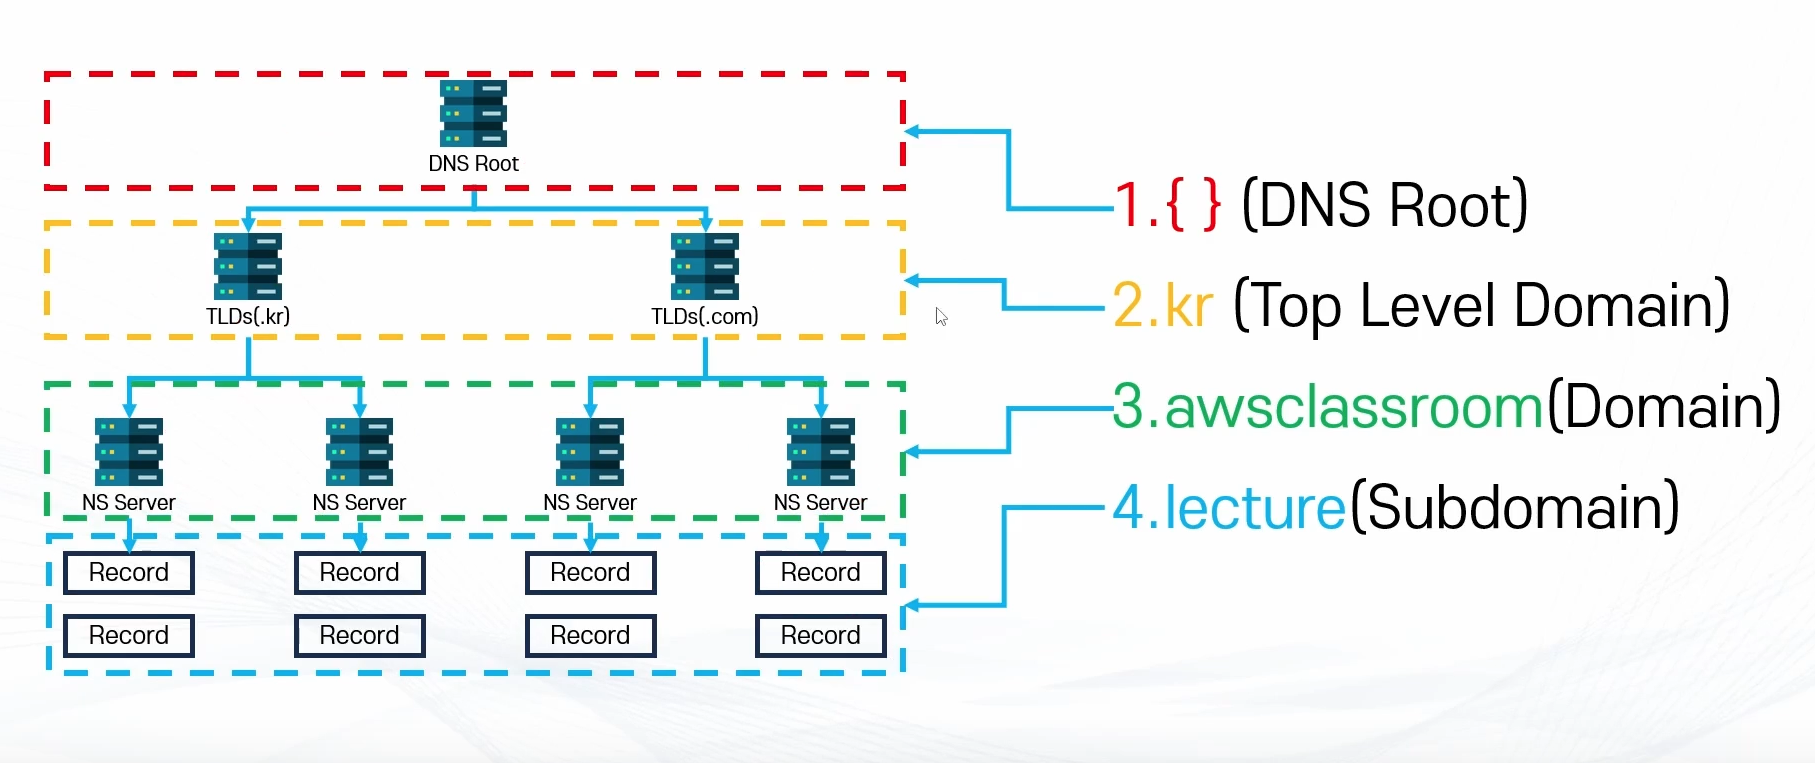 DNS Root
TLDs(.kr)
TLDs(.com)
NS Server
NS Server
NS Server
NS Server
Record
Record
Record
Record
Record
Record
Record
Record
1.{ } (DNS Root)
2.kr (Top Level Domain)
3.awsclassroom(Domain)
4.lecture(Subdomain)